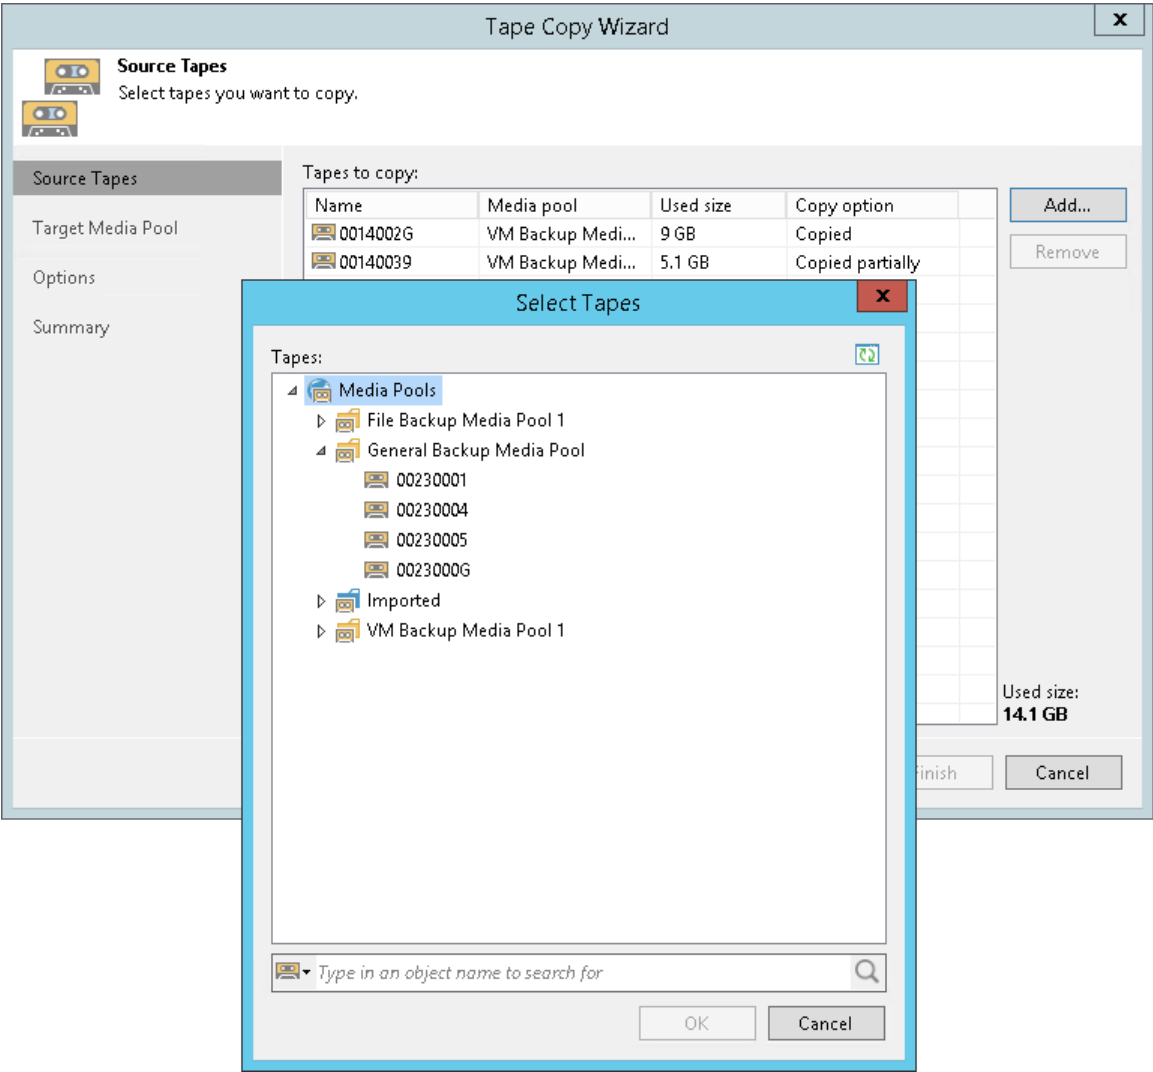 Tape Copy Wizard
x
Source Tapes
Select tapes you want to copy.
Source Tapes
Target Media Pool
Options
Summary
Tapes to copy:
Name Media pool Used size Copy option
0014002G VM Backup Medi... 9 GB Copied
00140039 VM Backup Medi... 5.1 GB Copied partially
Add...
Remove
Used size:
14.1 GB
Cancel
Select Tapes
x
Tapes:
Media Pools
File Backup Media Pool 1
General Backup Media Pool
00230001
00230004
00230005
0023000G
Imported
VM Backup Media Pool 1
Type in an object name to search for
OK Cancel